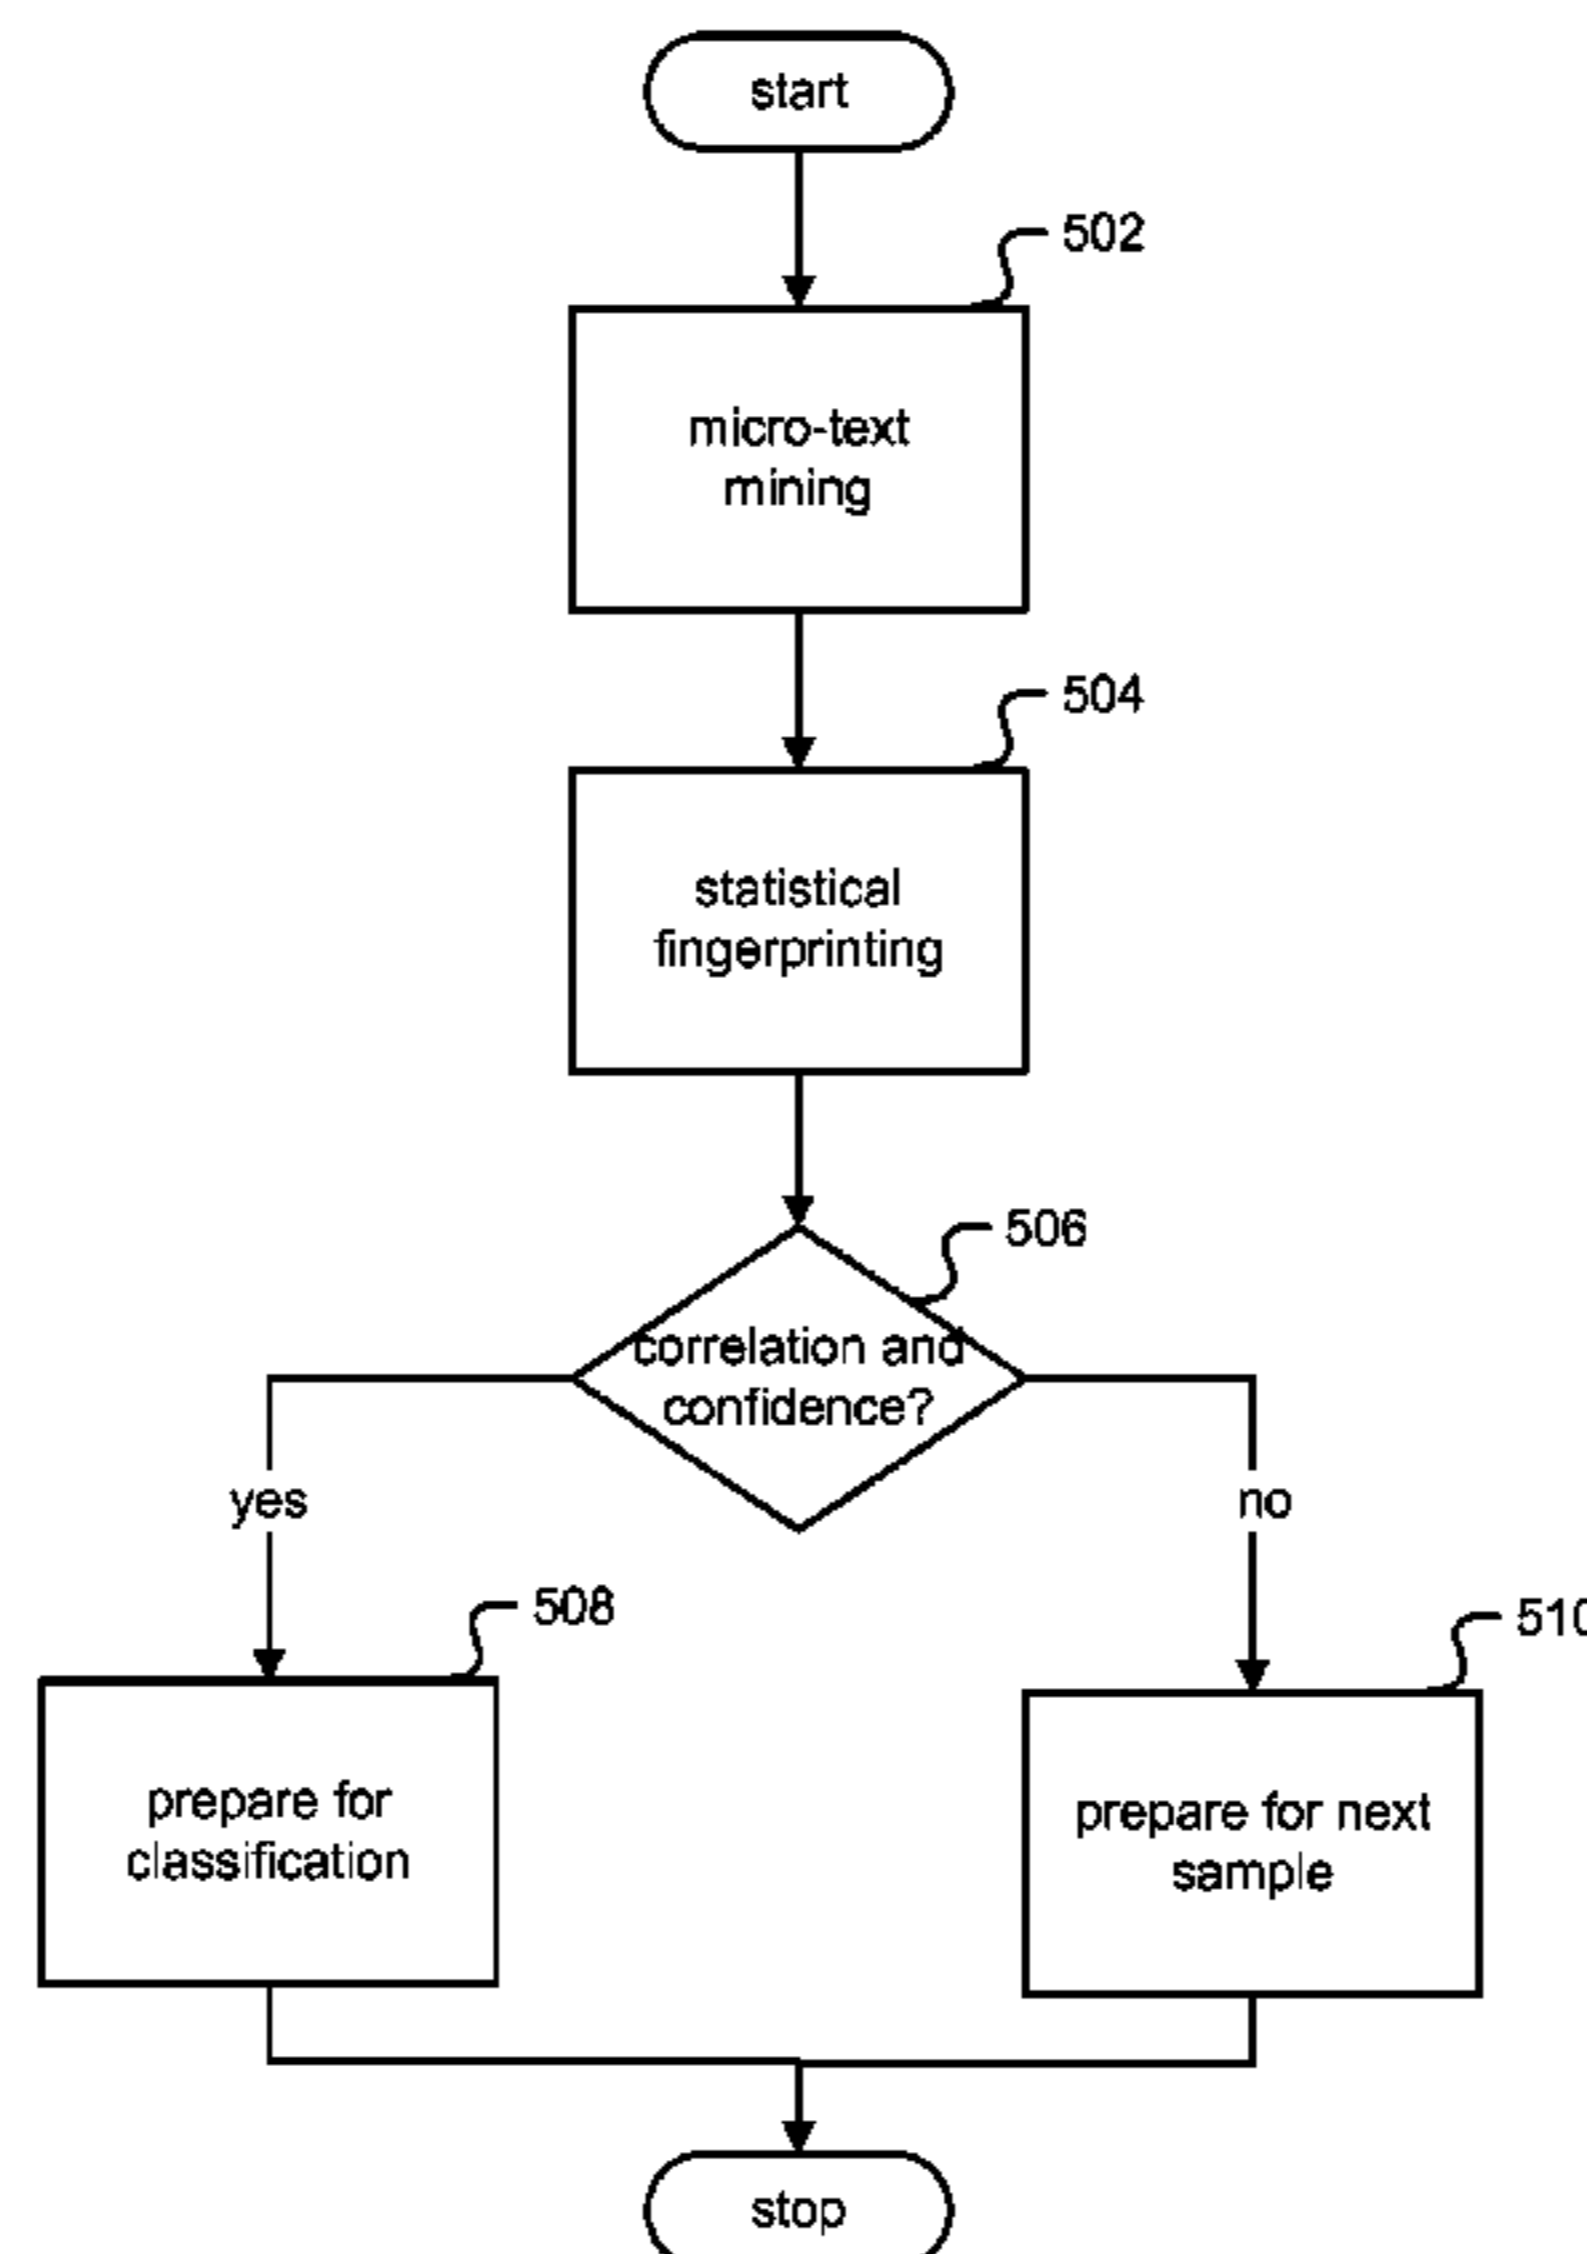 start
502
micro-text
mining
504
statistical
fingerprinting
506
correlation and
confidence?
yes
no
508
510
prepare for
classification
prepare for next
sample
stop